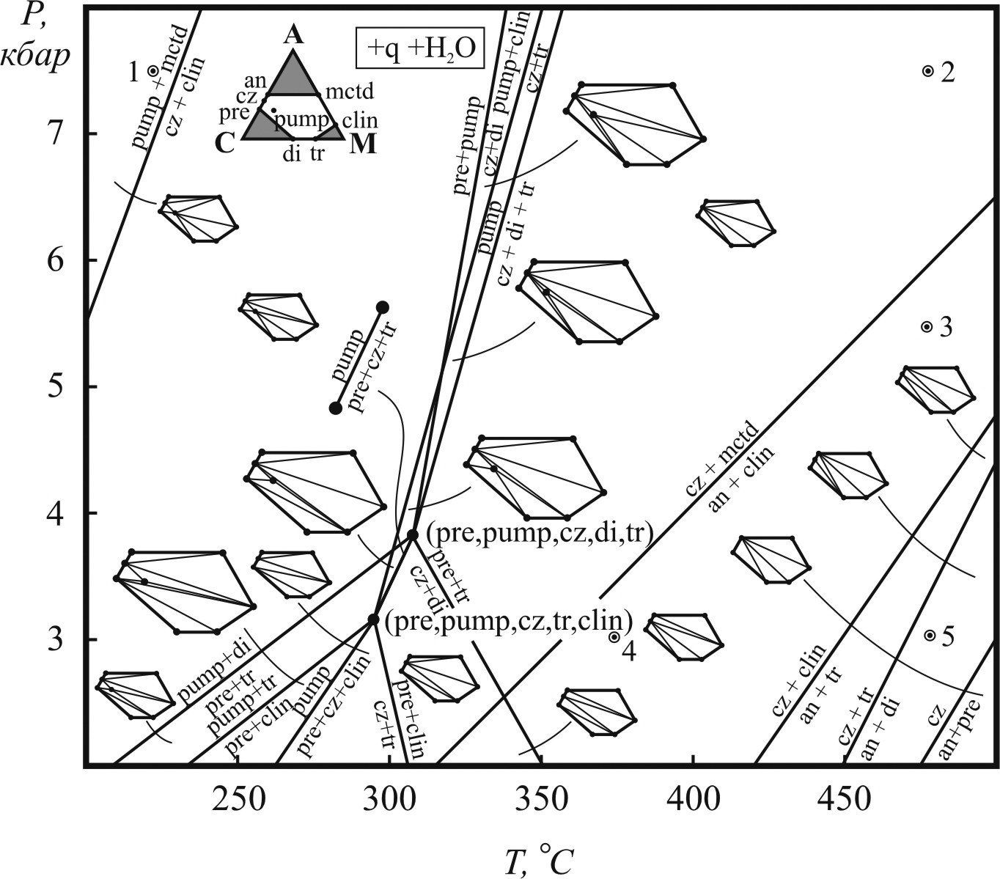 P,
кбар
7
6
5
4
3
250
300
350
400
450
T, °C
+q +H₂O
A
C
M
an
cz
pre
pump
mctd
clin
di
tr
1
2
3
4
5
pump + mctd
cz + clin
pre+pump
cz+di
pump+clin
cz+tr
pump
cz + di + tr
pump
pre+cz+tr
(pre,pump,cz,di,tr)
pre+tr
cz+di
(pre,pump,cz,tr,clin)
cz + mctd
an + clin
pump+di
pre+tr
pump+tr
pre+clin
pump
pre+cz+clin
pre+clin
cz+tr
cz + clin
an + tr
cz + tr
an + di
cz
an+pre